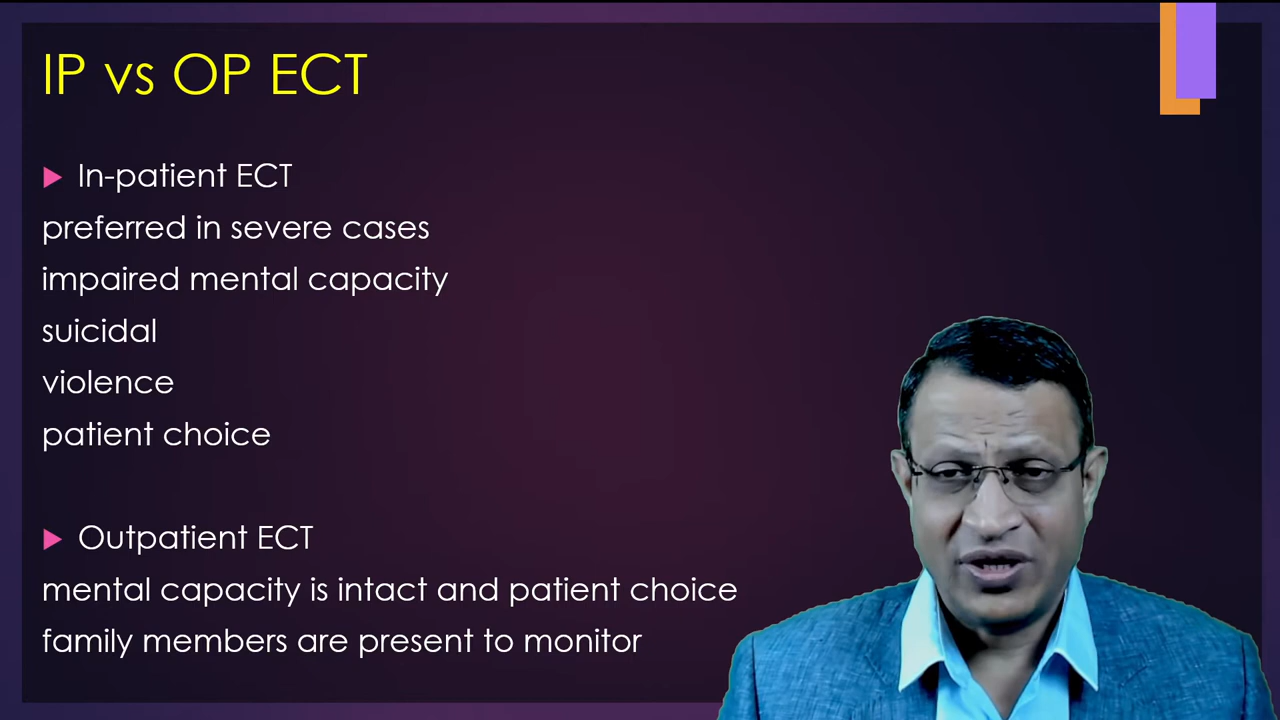 IP vs OP ECT
In-patient ECT
preferred in severe cases
impaired mental capacity
suicidal
violence
patient choice
Outpatient ECT
mental capacity is intact and patient choice
family members are present to monitor